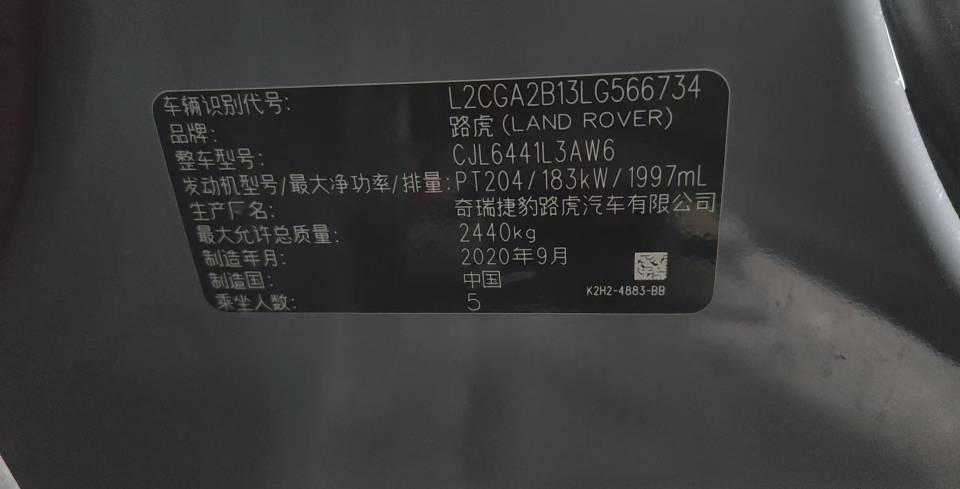 车辆识别代号: L2CGA2B13LG566734
品牌: 路虎(LAND ROVER)
整车型号: CJL6441L3AW6
发动机型号/最大净功率/排量: PT204/183kW/1997mL
生产厂名: 奇瑞捷豹路虎汽车有限公司
最大允许总质量: 2440kg
制造年月: 2020年9月
制造国: 中国
乘坐人数: 5
K2H2-4883-BB